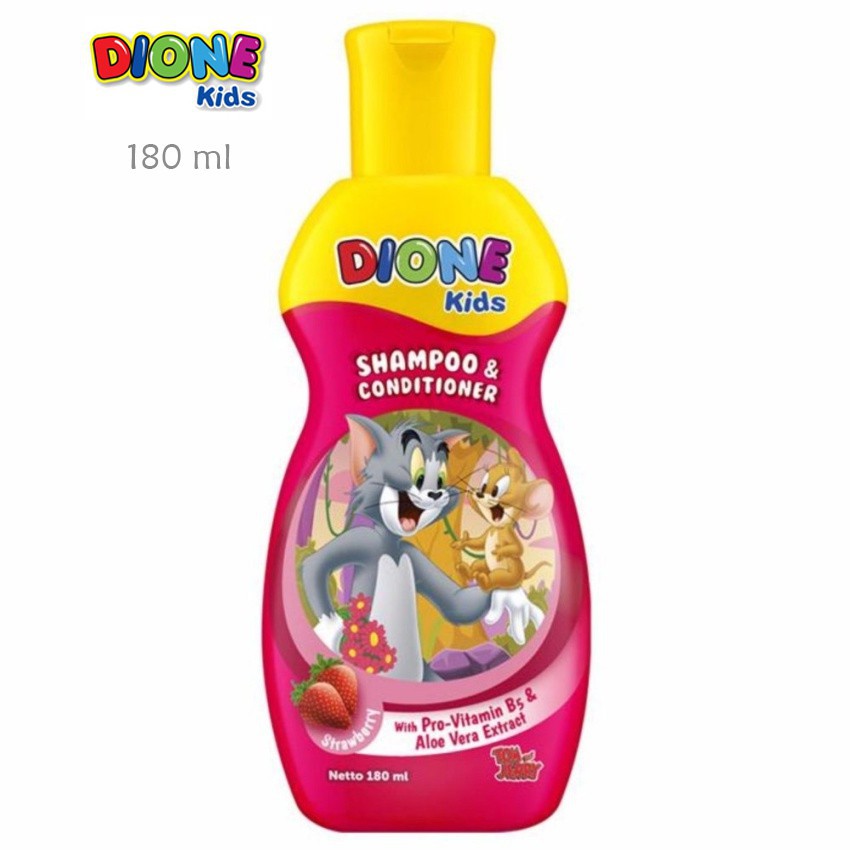 DIONE
Kids
180 ml
DIONE
Kids
SHAMPOO &
CONDITIONER
Strawberry
With Pro-Vitamin B5 &
Aloe Vera Extract
TOM and
JERRY
Netto 180 ml